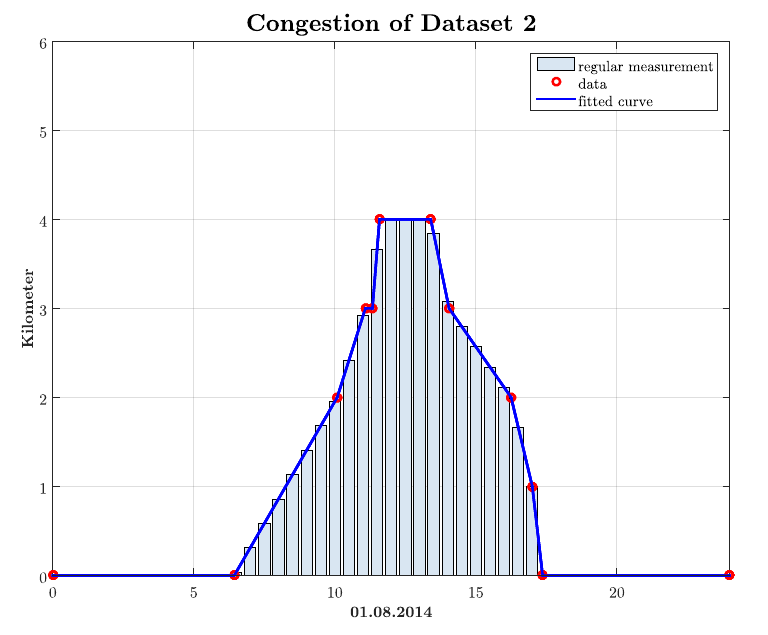 Congestion of Dataset 2
regular measurement
data
fitted curve
6
5
4
3
2
1
0
Kilometer
0 5 10 15 20
01.08.2014